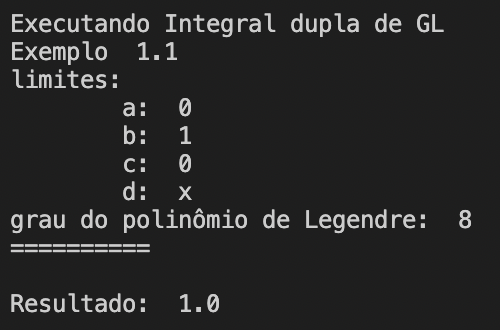 Executando Integral dupla de GL
Exemplo  1.1
limites:
        a:  0
        b:  1
        c:  0
        d:  x
grau do polinômio de Legendre:  8
==========

Resultado:  1.0